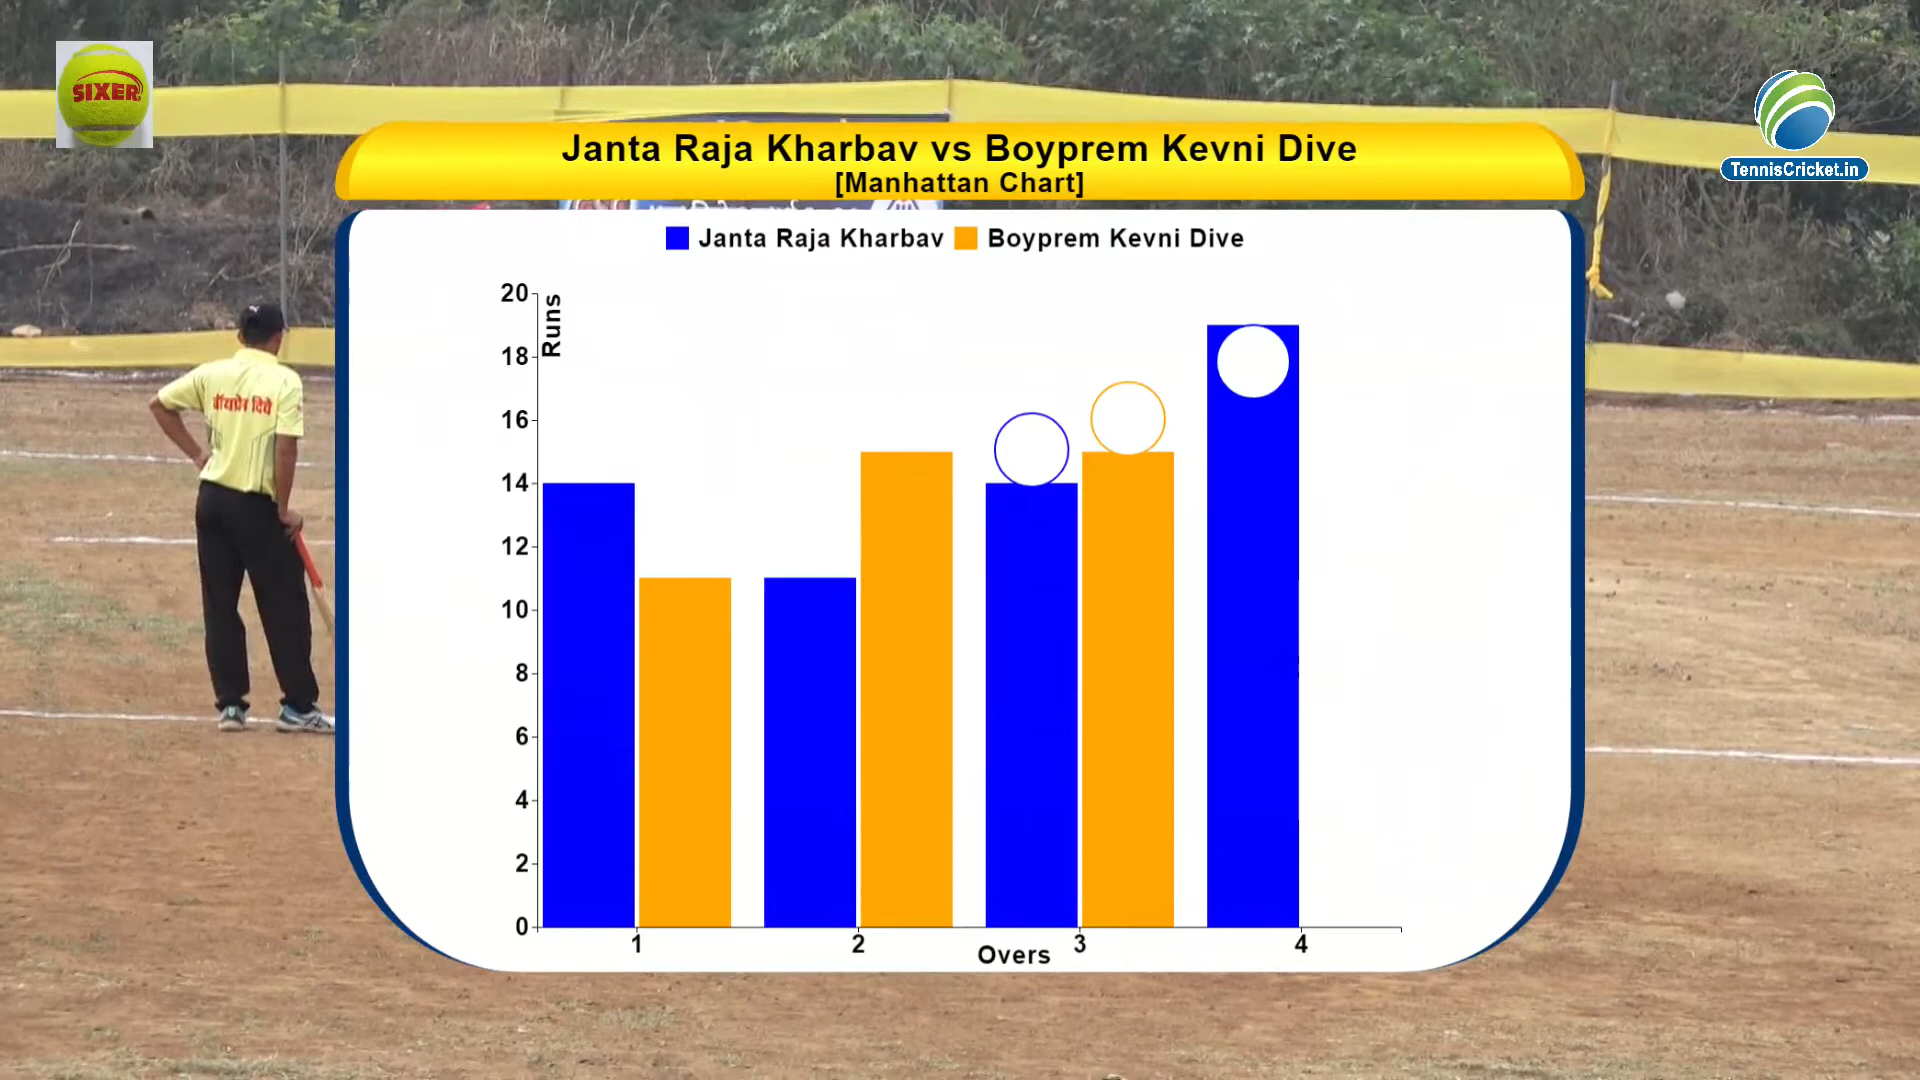 SIXER
Janta Raja Kharbav vs Boyprem Kevni Dive
[Manhattan Chart]
TennisCricket.in
Janta Raja Kharbav
Boyprem Kevni Dive
Runs
20
18
16
14
12
10
8
6
4
2
0
1
2
3
4
Overs
बॉयप्रेम दिवे